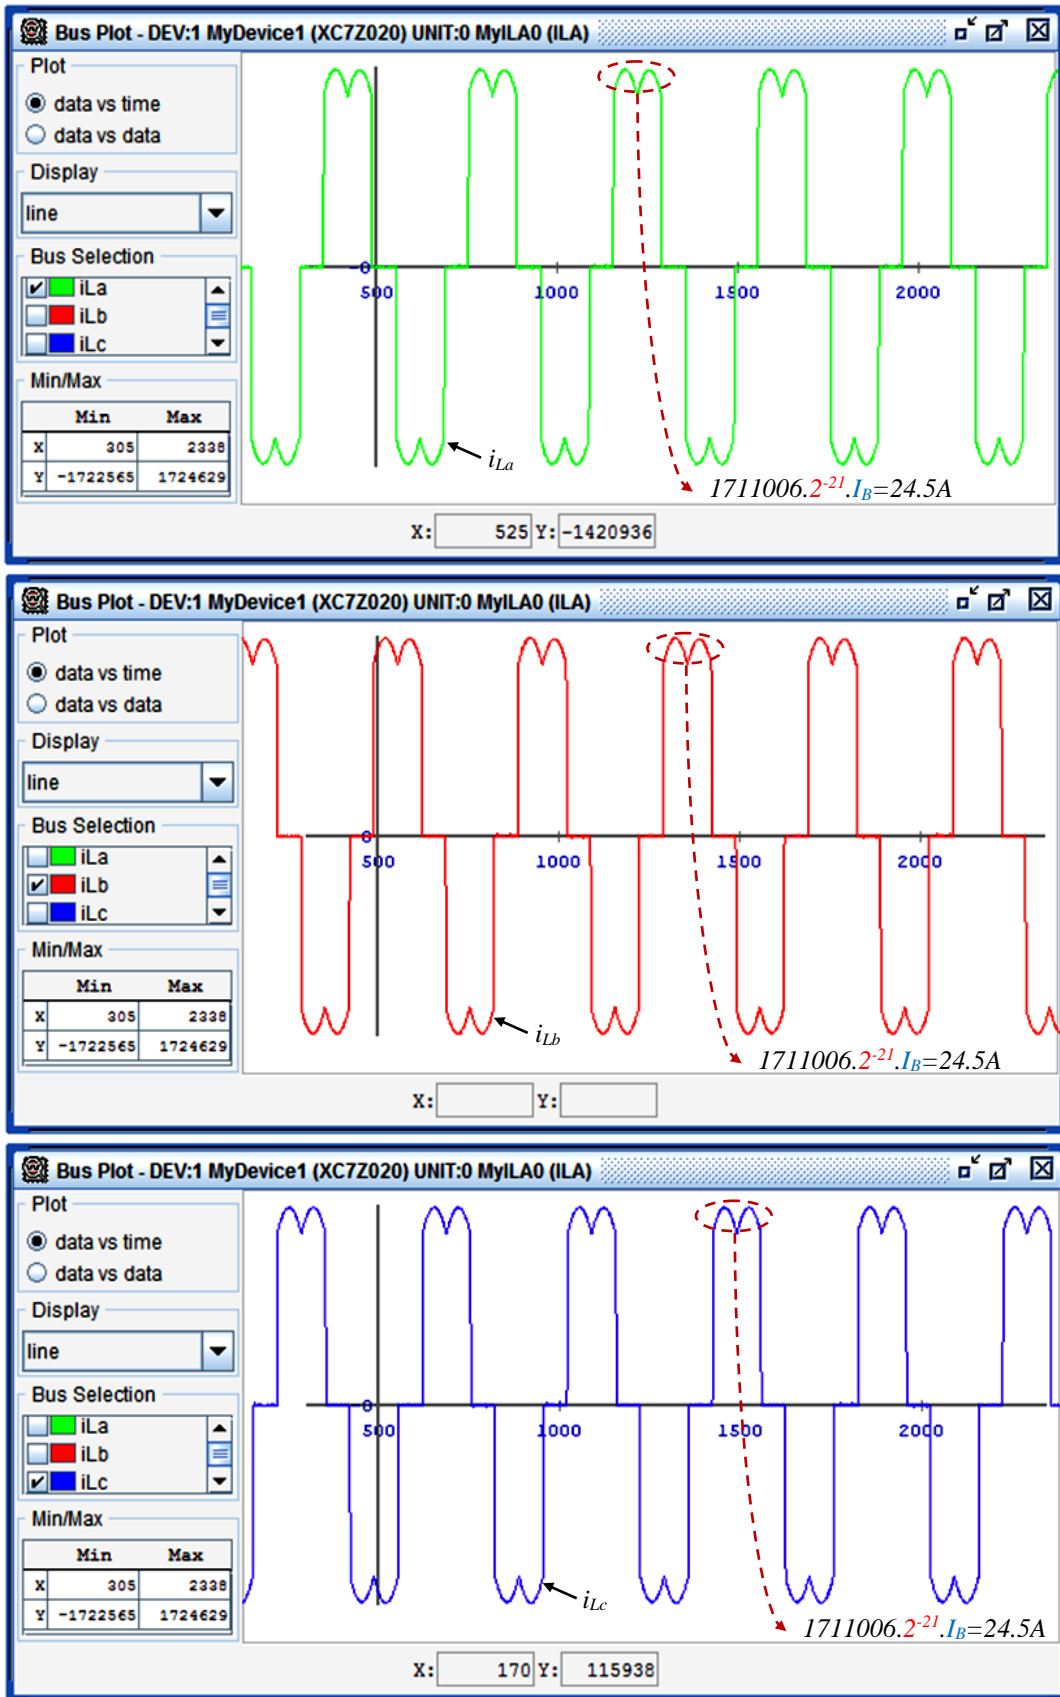 Bus Plot - DEV:1 MyDevice1 (XC7Z020) UNIT:0 MyILA0 (ILA)
Plot
data vs time
data vs data
Display
line
Bus Selection
iLa
iLb
iLc
Min/Max
Min Max
X 305 2338
Y -1722565 1724629
0
500 1000 1500 2000
iLa
1711006.2-21.IB=24.5A
X: 525 Y: -1420936
Bus Plot - DEV:1 MyDevice1 (XC7Z020) UNIT:0 MyILA0 (ILA)
Plot
data vs time
data vs data
Display
line
Bus Selection
iLa
iLb
iLc
Min/Max
Min Max
X 305 2338
Y -1722565 1724629
0
500 1000 1500 2000
iLb
1711006.2-21.IB=24.5A
X: Y:
Bus Plot - DEV:1 MyDevice1 (XC7Z020) UNIT:0 MyILA0 (ILA)
Plot
data vs time
data vs data
Display
line
Bus Selection
iLa
iLb
iLc
Min/Max
Min Max
X 305 2338
Y -1722565 1724629
0
500 1000 1500 2000
iLc
1711006.2-21.IB=24.5A
X: 170 Y: 115938